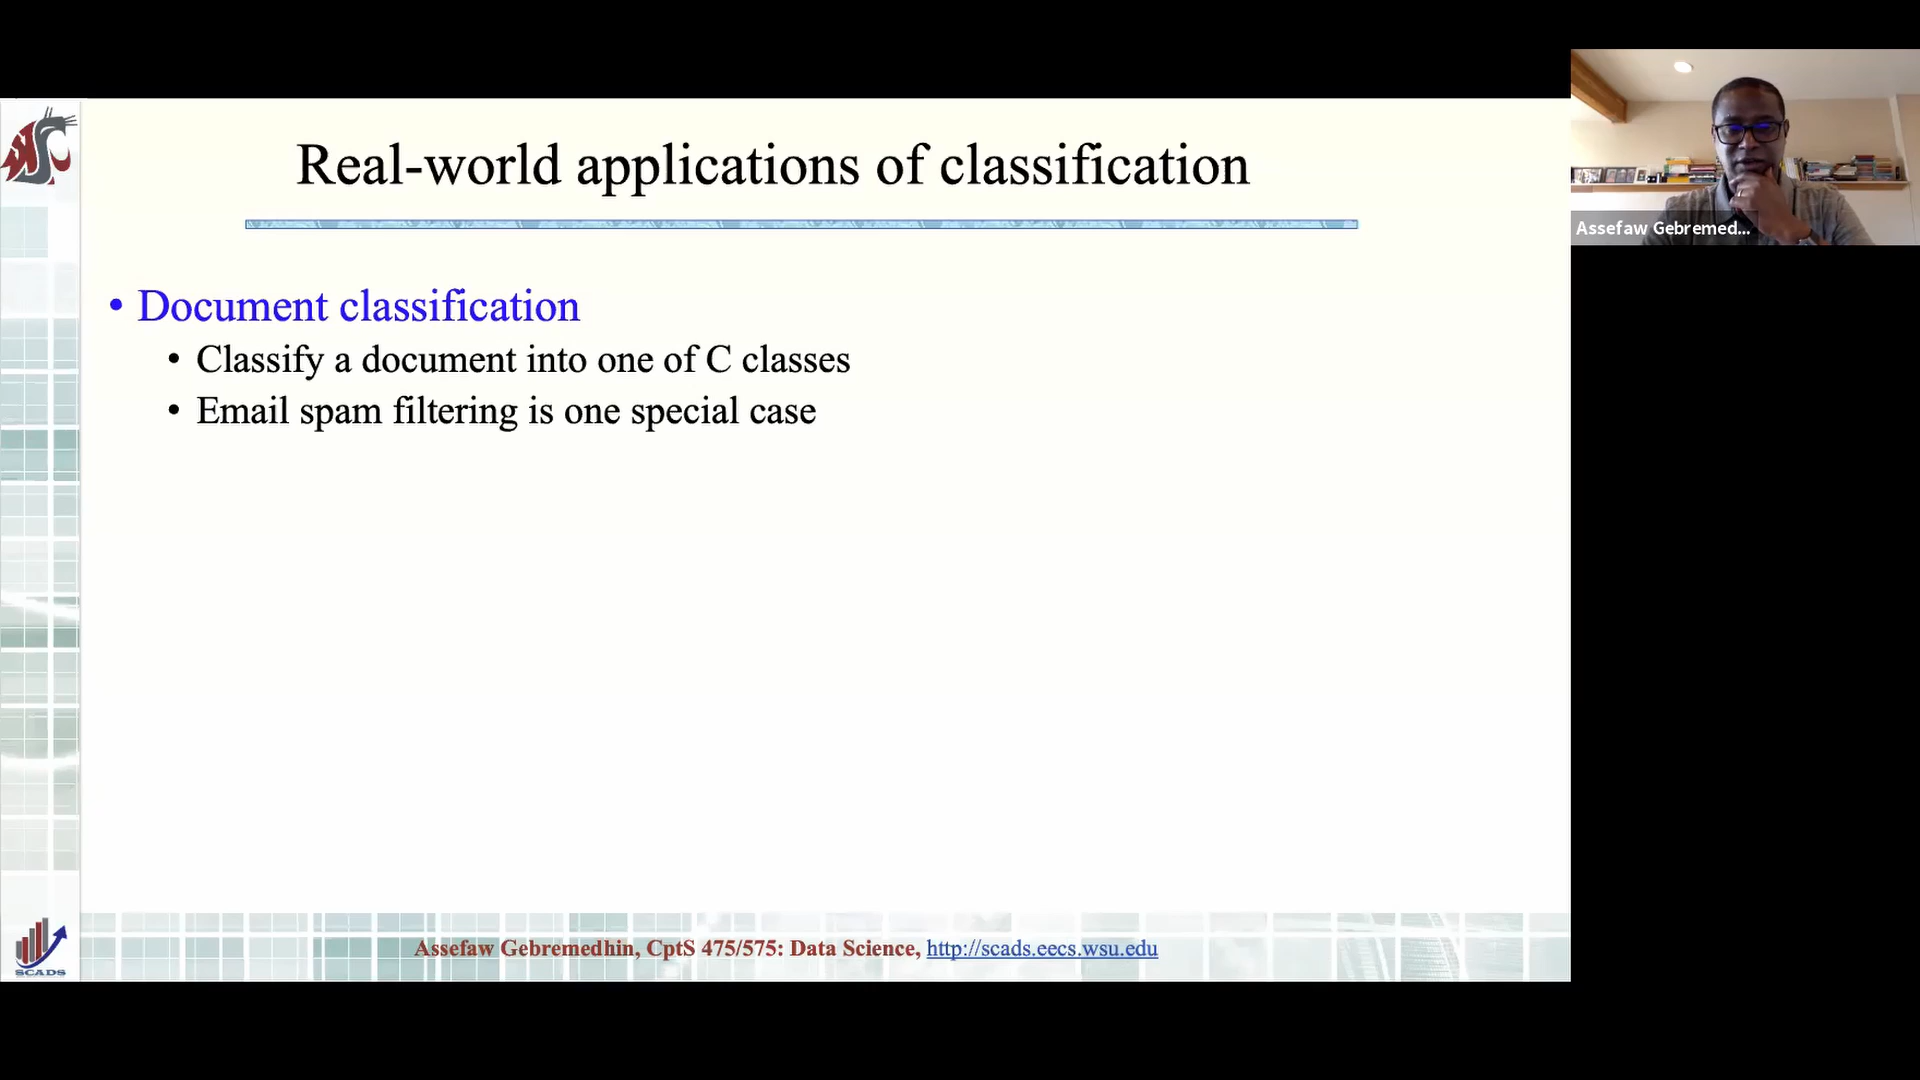 Real-world applications of classification
• Document classification
• Classify a document into one of C classes
• Email spam filtering is one special case
SCADS
Assefaw Gebremedhin, CptS 475/575: Data Science, http://scads.eecs.wsu.edu
Assefaw Gebremed...